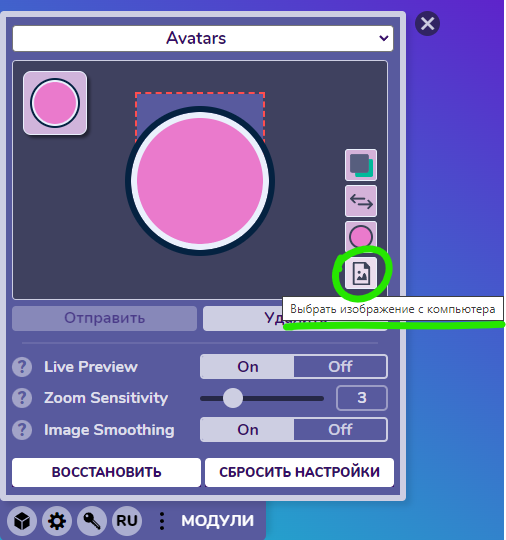 Avatars
Отправить
Выбрать изображение с компьютера
? Live Preview On Off
? Zoom Sensitivity 3
? Image Smoothing On Off
ВОССТАНОВИТЬ СБРОСИТЬ НАСТРОЙКИ
RU МОДУЛИ